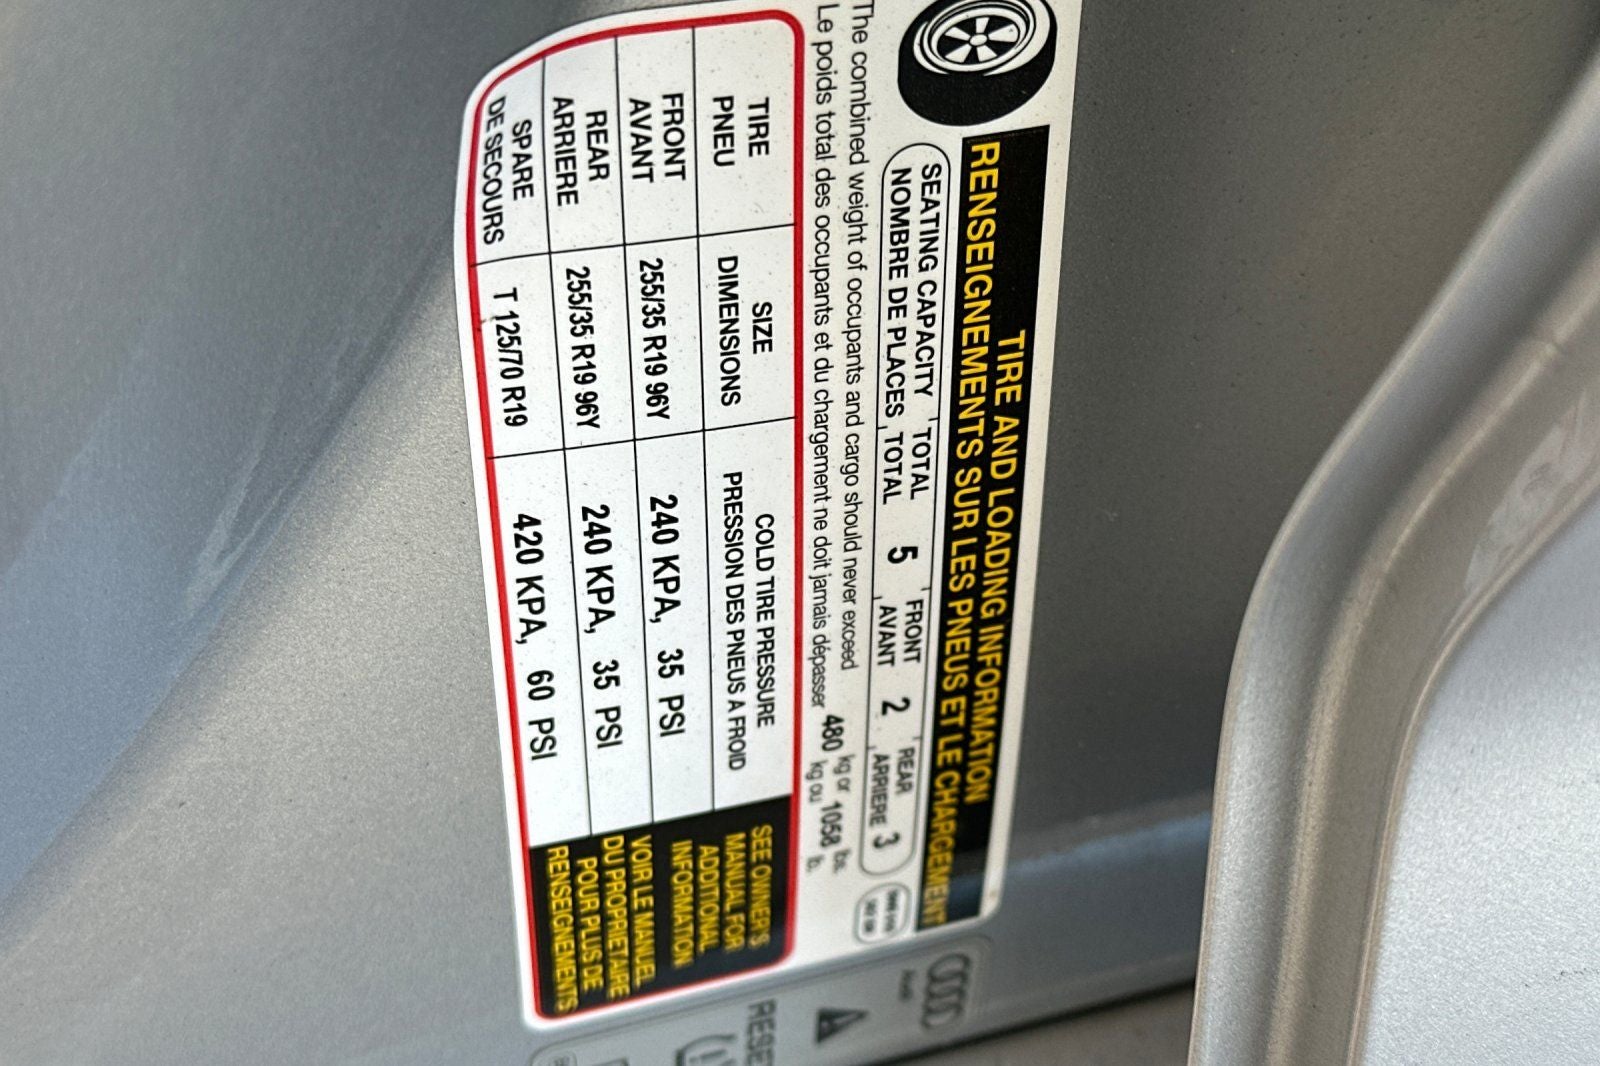 TIRE AND LOADING INFORMATION
RENSEIGNEMENTS SUR LES PNEUS ET LE CHARGEMENT
SEATING CAPACITY TOTAL 5 FRONT 2 REAR 3
NOMBRE DE PLACES TOTAL AVANT ARRIERE
The combined weight of occupants and cargo should never exceed 480 kg or 1058 lbs.
Le poids total des occupants et du chargement ne doit jamais dépasser kg ou lb.
TIRE SIZE COLD TIRE PRESSURE
PNEU DIMENSIONS PRESSION DES PNEUS A FROID
FRONT
AVANT 255/35 R19 96Y 240 KPA, 35 PSI
REAR
ARRIERE 255/35 R19 96Y 240 KPA, 35 PSI
SPARE
DE SECOURS T 125/70 R19 420 KPA, 60 PSI
SEE OWNER'S
MANUAL FOR
ADDITIONAL
INFORMATION
VOIR LE MANUEL
DU PROPRIETAIRE
POUR PLUS DE
RENSEIGNEMENTS